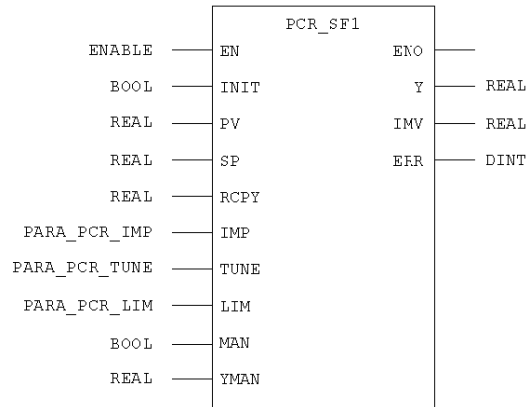 PCR_SF1
ENABLE EN ENO
BOOL INIT Y REAL
REAL PV IMV REAL
REAL SP ERR DINT
REAL RCPY
PARA_PCR_IMP IMP
PARA_PCR_TUNE TUNE
PARA_PCR_LIM LIM
BOOL MAN
REAL YMAN